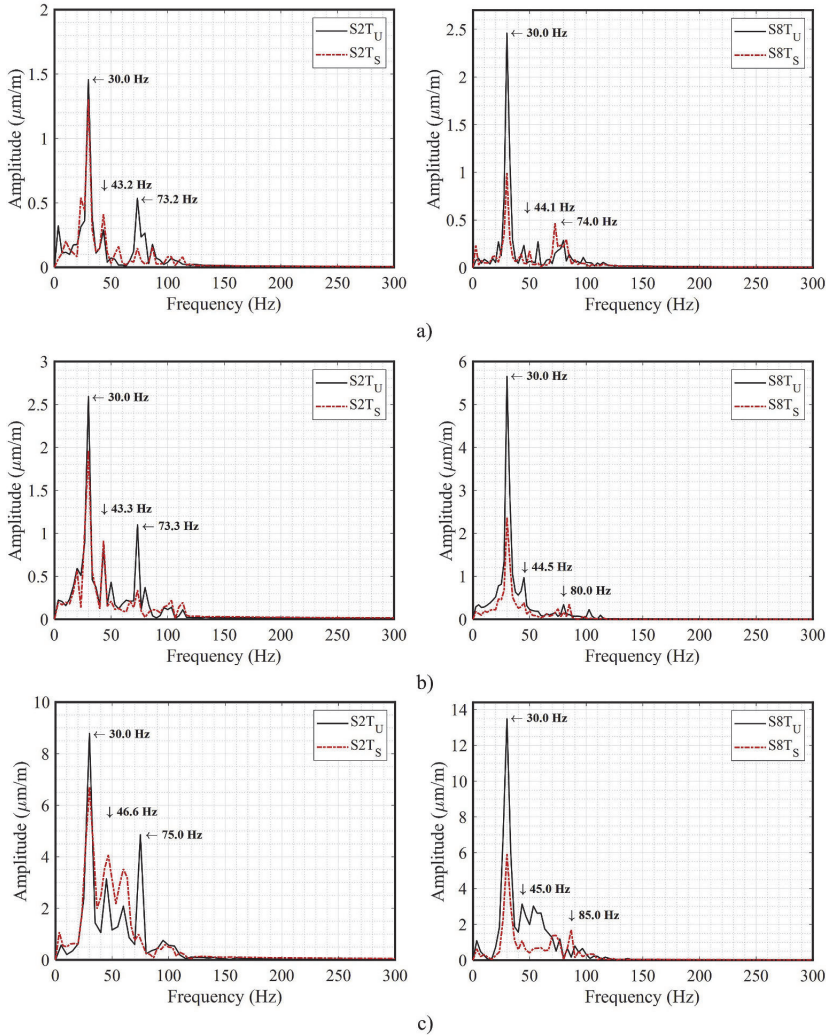 2
1.5
1
0.5
0
Amplitude (μm/m)
← 30.0 Hz
↓ 43.2 Hz
← 73.2 Hz
S2T_U
S2T_S
0 50 100 150 200 250 300
Frequency (Hz)
2.5
2
1.5
1
0.5
0
Amplitude (μm/m)
← 30.0 Hz
↓ 44.1 Hz
← 74.0 Hz
S8T_U
S8T_S
0 50 100 150 200 250 300
Frequency (Hz)
a)
3
2.5
2
1.5
1
0.5
0
Amplitude (μm/m)
← 30.0 Hz
↓ 43.3 Hz
← 73.3 Hz
S2T_U
S2T_S
0 50 100 150 200 250 300
Frequency (Hz)
6
5
4
3
2
1
0
Amplitude (μm/m)
← 30.0 Hz
↓ 44.5 Hz
↓ 80.0 Hz
S8T_U
S8T_S
0 50 100 150 200 250 300
Frequency (Hz)
b)
10
8
6
4
2
0
Amplitude (μm/m)
← 30.0 Hz
↓ 46.6 Hz
← 75.0 Hz
S2T_U
S2T_S
0 50 100 150 200 250 300
Frequency (Hz)
14
12
10
8
6
4
2
0
Amplitude (μm/m)
← 30.0 Hz
↓ 45.0 Hz
↓ 85.0 Hz
S8T_U
S8T_S
0 50 100 150 200 250 300
Frequency (Hz)
c)